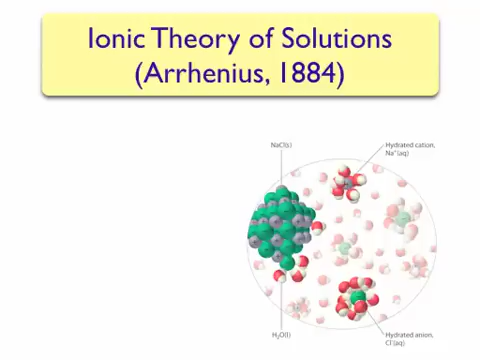 Ionic Theory of Solutions
(Arrhenius, 1884)
NaCl(s)
Hydrated cation,
Na⁺(aq)
H₂O(l)
Hydrated anion,
Cl⁻(aq)